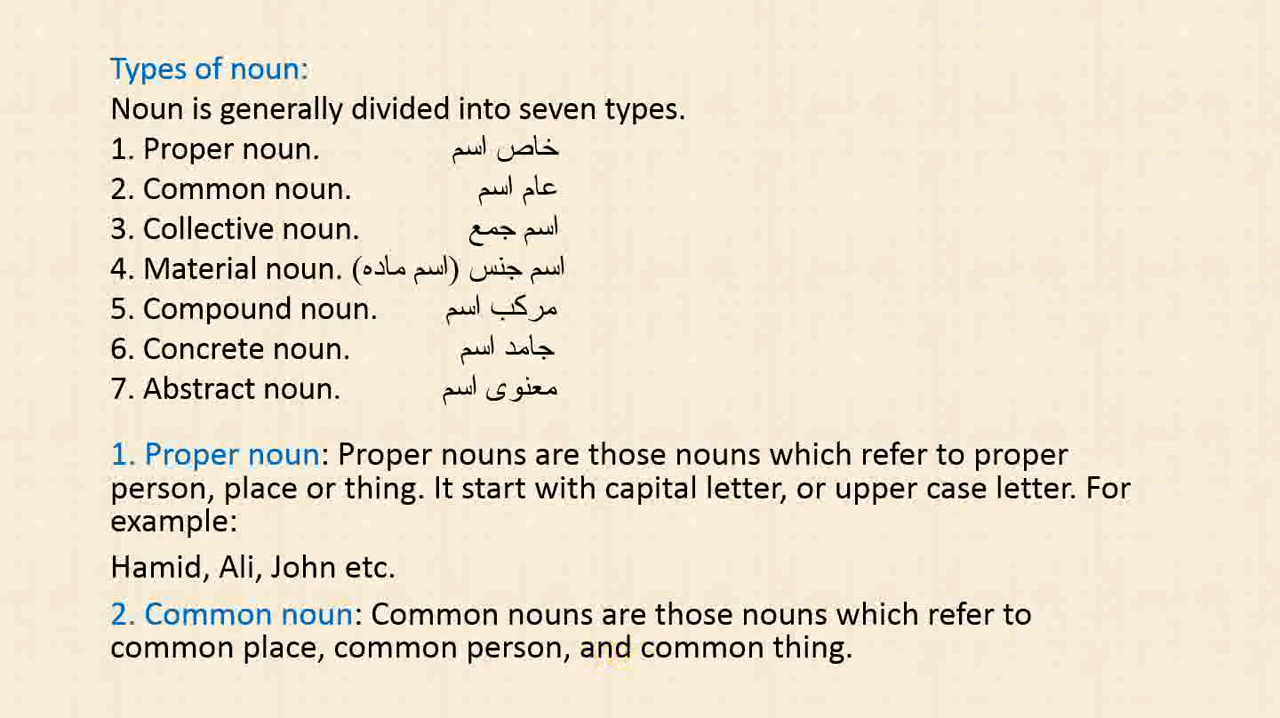 Types of noun:
Noun is generally divided into seven types.
1. Proper noun. خاص اسم
2. Common noun. عام اسم
3. Collective noun. اسم جمع
4. Material noun. اسم جنس (اسم ماده)
5. Compound noun. مرکب اسم
6. Concrete noun. جامد اسم
7. Abstract noun. معنوی اسم
1. Proper noun: Proper nouns are those nouns which refer to proper
person, place or thing. It start with capital letter, or upper case letter. For
example:
Hamid, Ali, John etc.
2. Common noun: Common nouns are those nouns which refer to
common place, common person, and common thing.